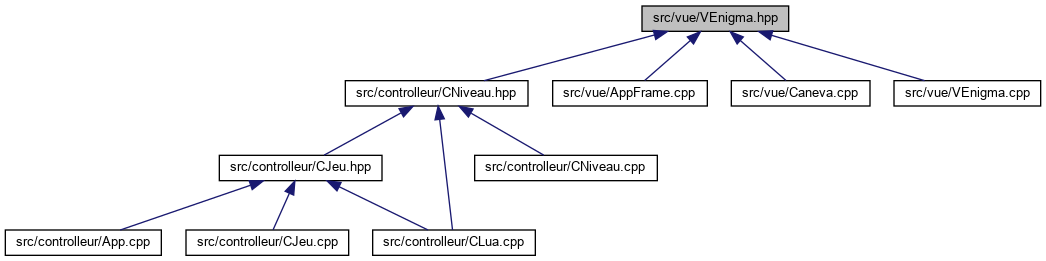 src/vue/VEnigma.hpp
src/controlleur/CNiveau.hpp
src/vue/AppFrame.cpp
src/vue/Caneva.cpp
src/vue/VEnigma.cpp
src/controlleur/CJeu.hpp
src/controlleur/CNiveau.cpp
src/controlleur/App.cpp
src/controlleur/CJeu.cpp
src/controlleur/CLua.cpp